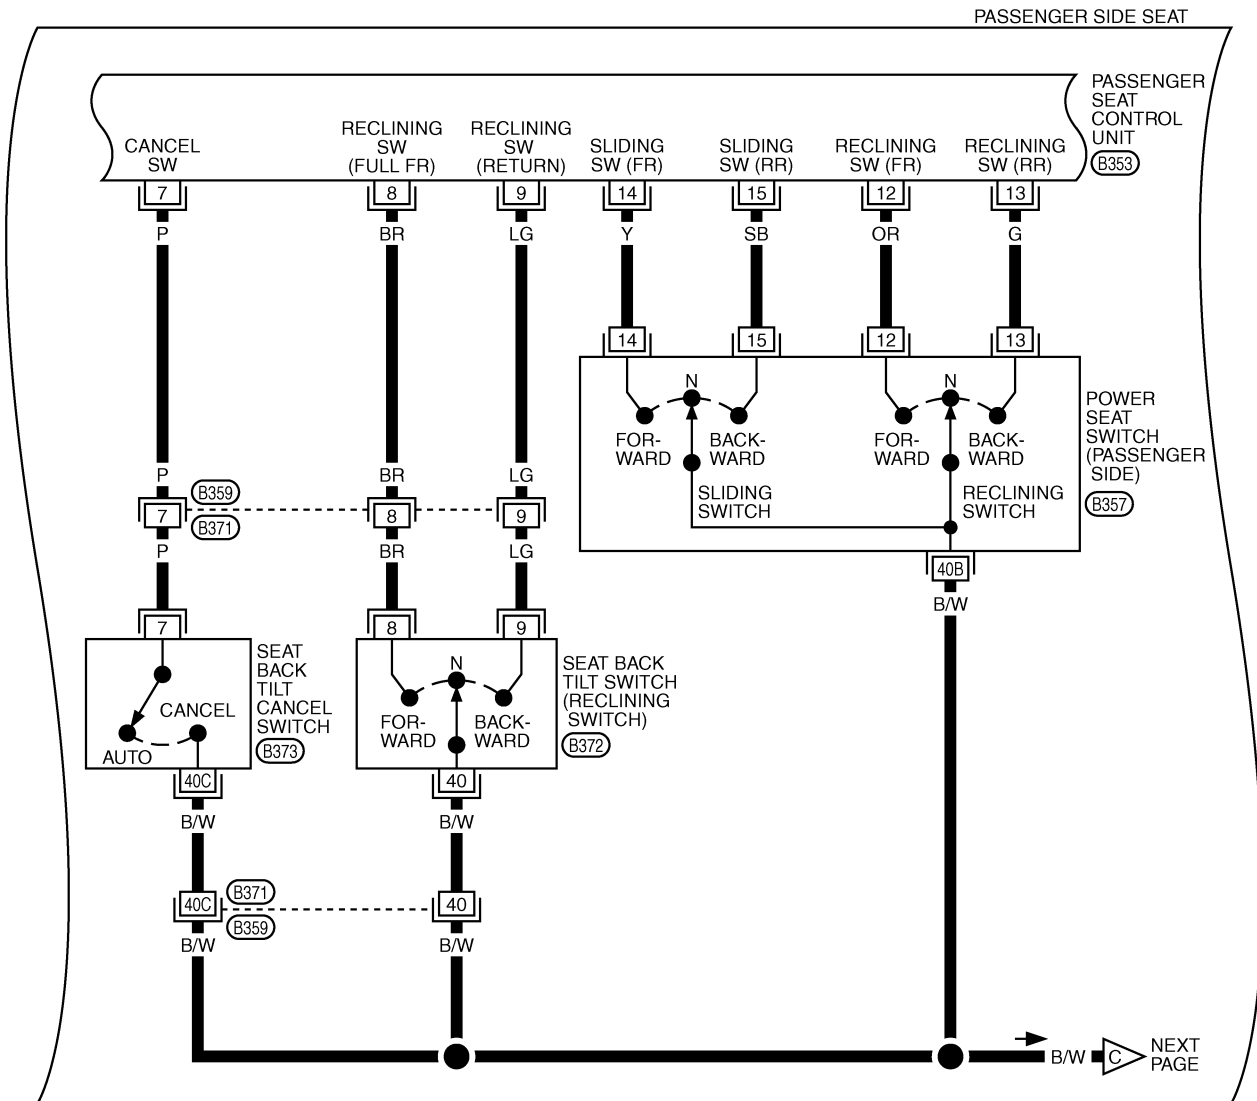 PASSENGER SIDE SEAT
PASSENGER
SEAT
CONTROL
UNIT
B353
CANCEL
SW
RECLINING
SW
(FULL FR)
RECLINING
SW
(RETURN)
SLIDING
SW (FR)
SLIDING
SW (RR)
RECLINING
SW (FR)
RECLINING
SW (RR)
7 8 9 14 15 12 13
P BR LG Y SB OR G
14 15 12 13
N N
FOR-
WARD
BACK-
WARD
FOR-
WARD
BACK-
WARD
SLIDING
SWITCH
RECLINING
SWITCH
POWER
SEAT
SWITCH
(PASSENGER
SIDE)
B357
P BR LG
B359
7 8 9
B371
P BR LG
40B
B/W
7 8 9
SEAT
BACK
TILT
CANCEL
SWITCH
B373
CANCEL
AUTO
N
FOR-
WARD
BACK-
WARD
SEAT BACK
TILT SWITCH
(RECLINING
SWITCH)
B372
40C 40
B/W B/W
B371
40C 40
B359
B/W B/W
B/W
C
NEXT
PAGE